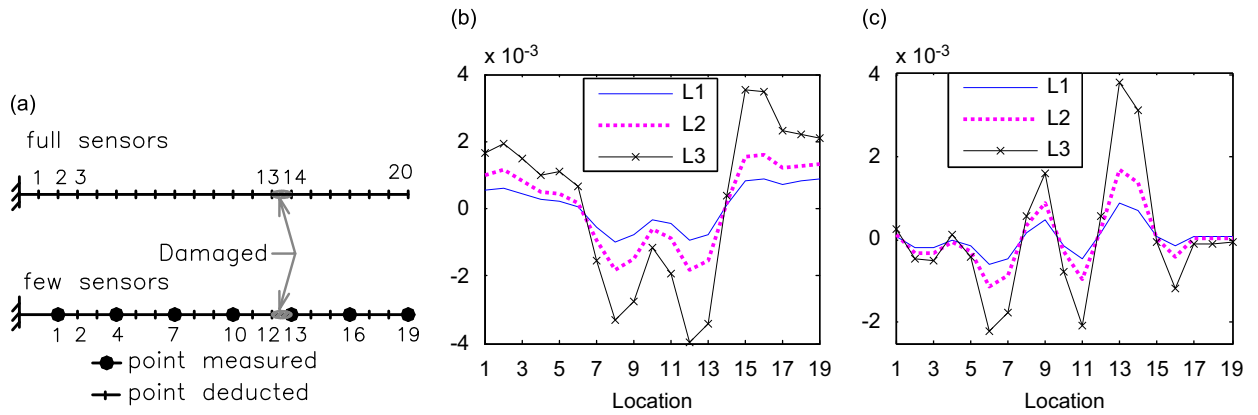 (a)
full sensors
1 2 3 13 14 20
Damaged
few sensors
1 2 4 7 10 12 13 16 19
point measured
point deducted
(b)
x 10-3
L1
L2
L3
4
2
0
-2
-4
1 3 5 7 9 11 13 15 17 19
Location
(c)
x 10-3
L1
L2
L3
4
2
0
-2
1 3 5 7 9 11 13 15 17 19
Location